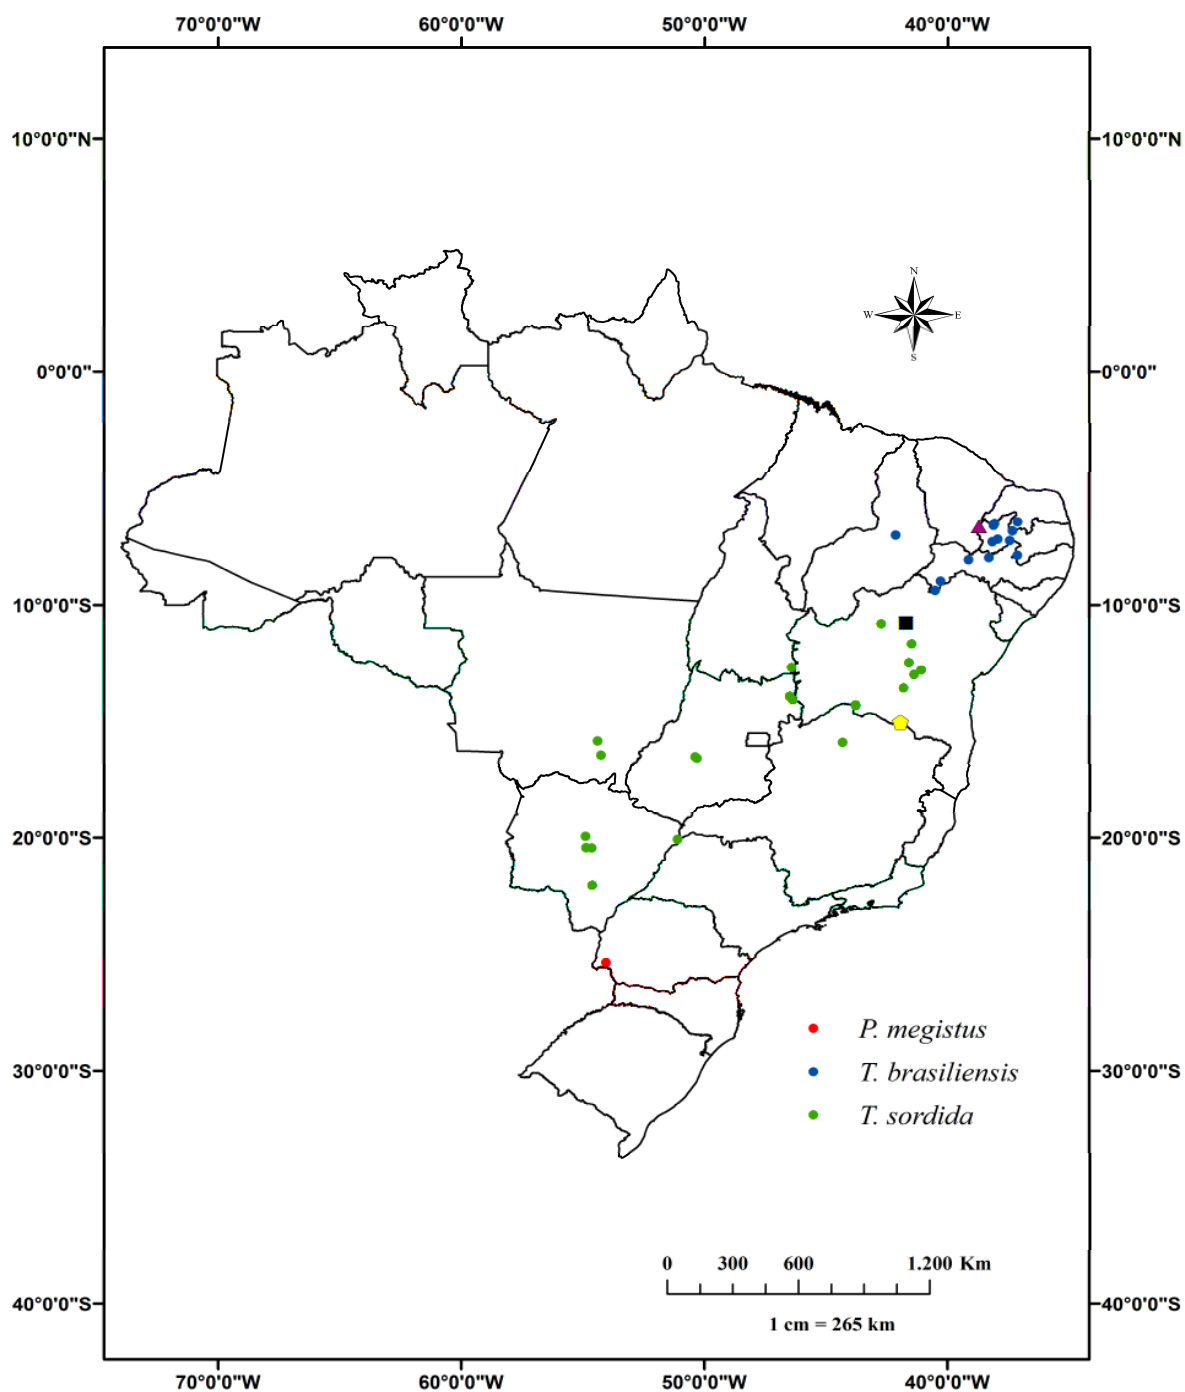 70°0'0"W 60°0'0"W 50°0'0"W 40°0'0"W
10°0'0"N 10°0'0"N
N
W E
S
0°0'0" 0°0'0"
10°0'0"S 10°0'0"S
20°0'0"S 20°0'0"S
P. megistus
T. brasiliensis
30°0'0"S 30°0'0"S
T. sordida
0 300 600 1.200 Km
40°0'0"S 40°0'0"S
1 cm = 265 km
70°0'0"W 60°0'0"W 50°0'0"W 40°0'0"W